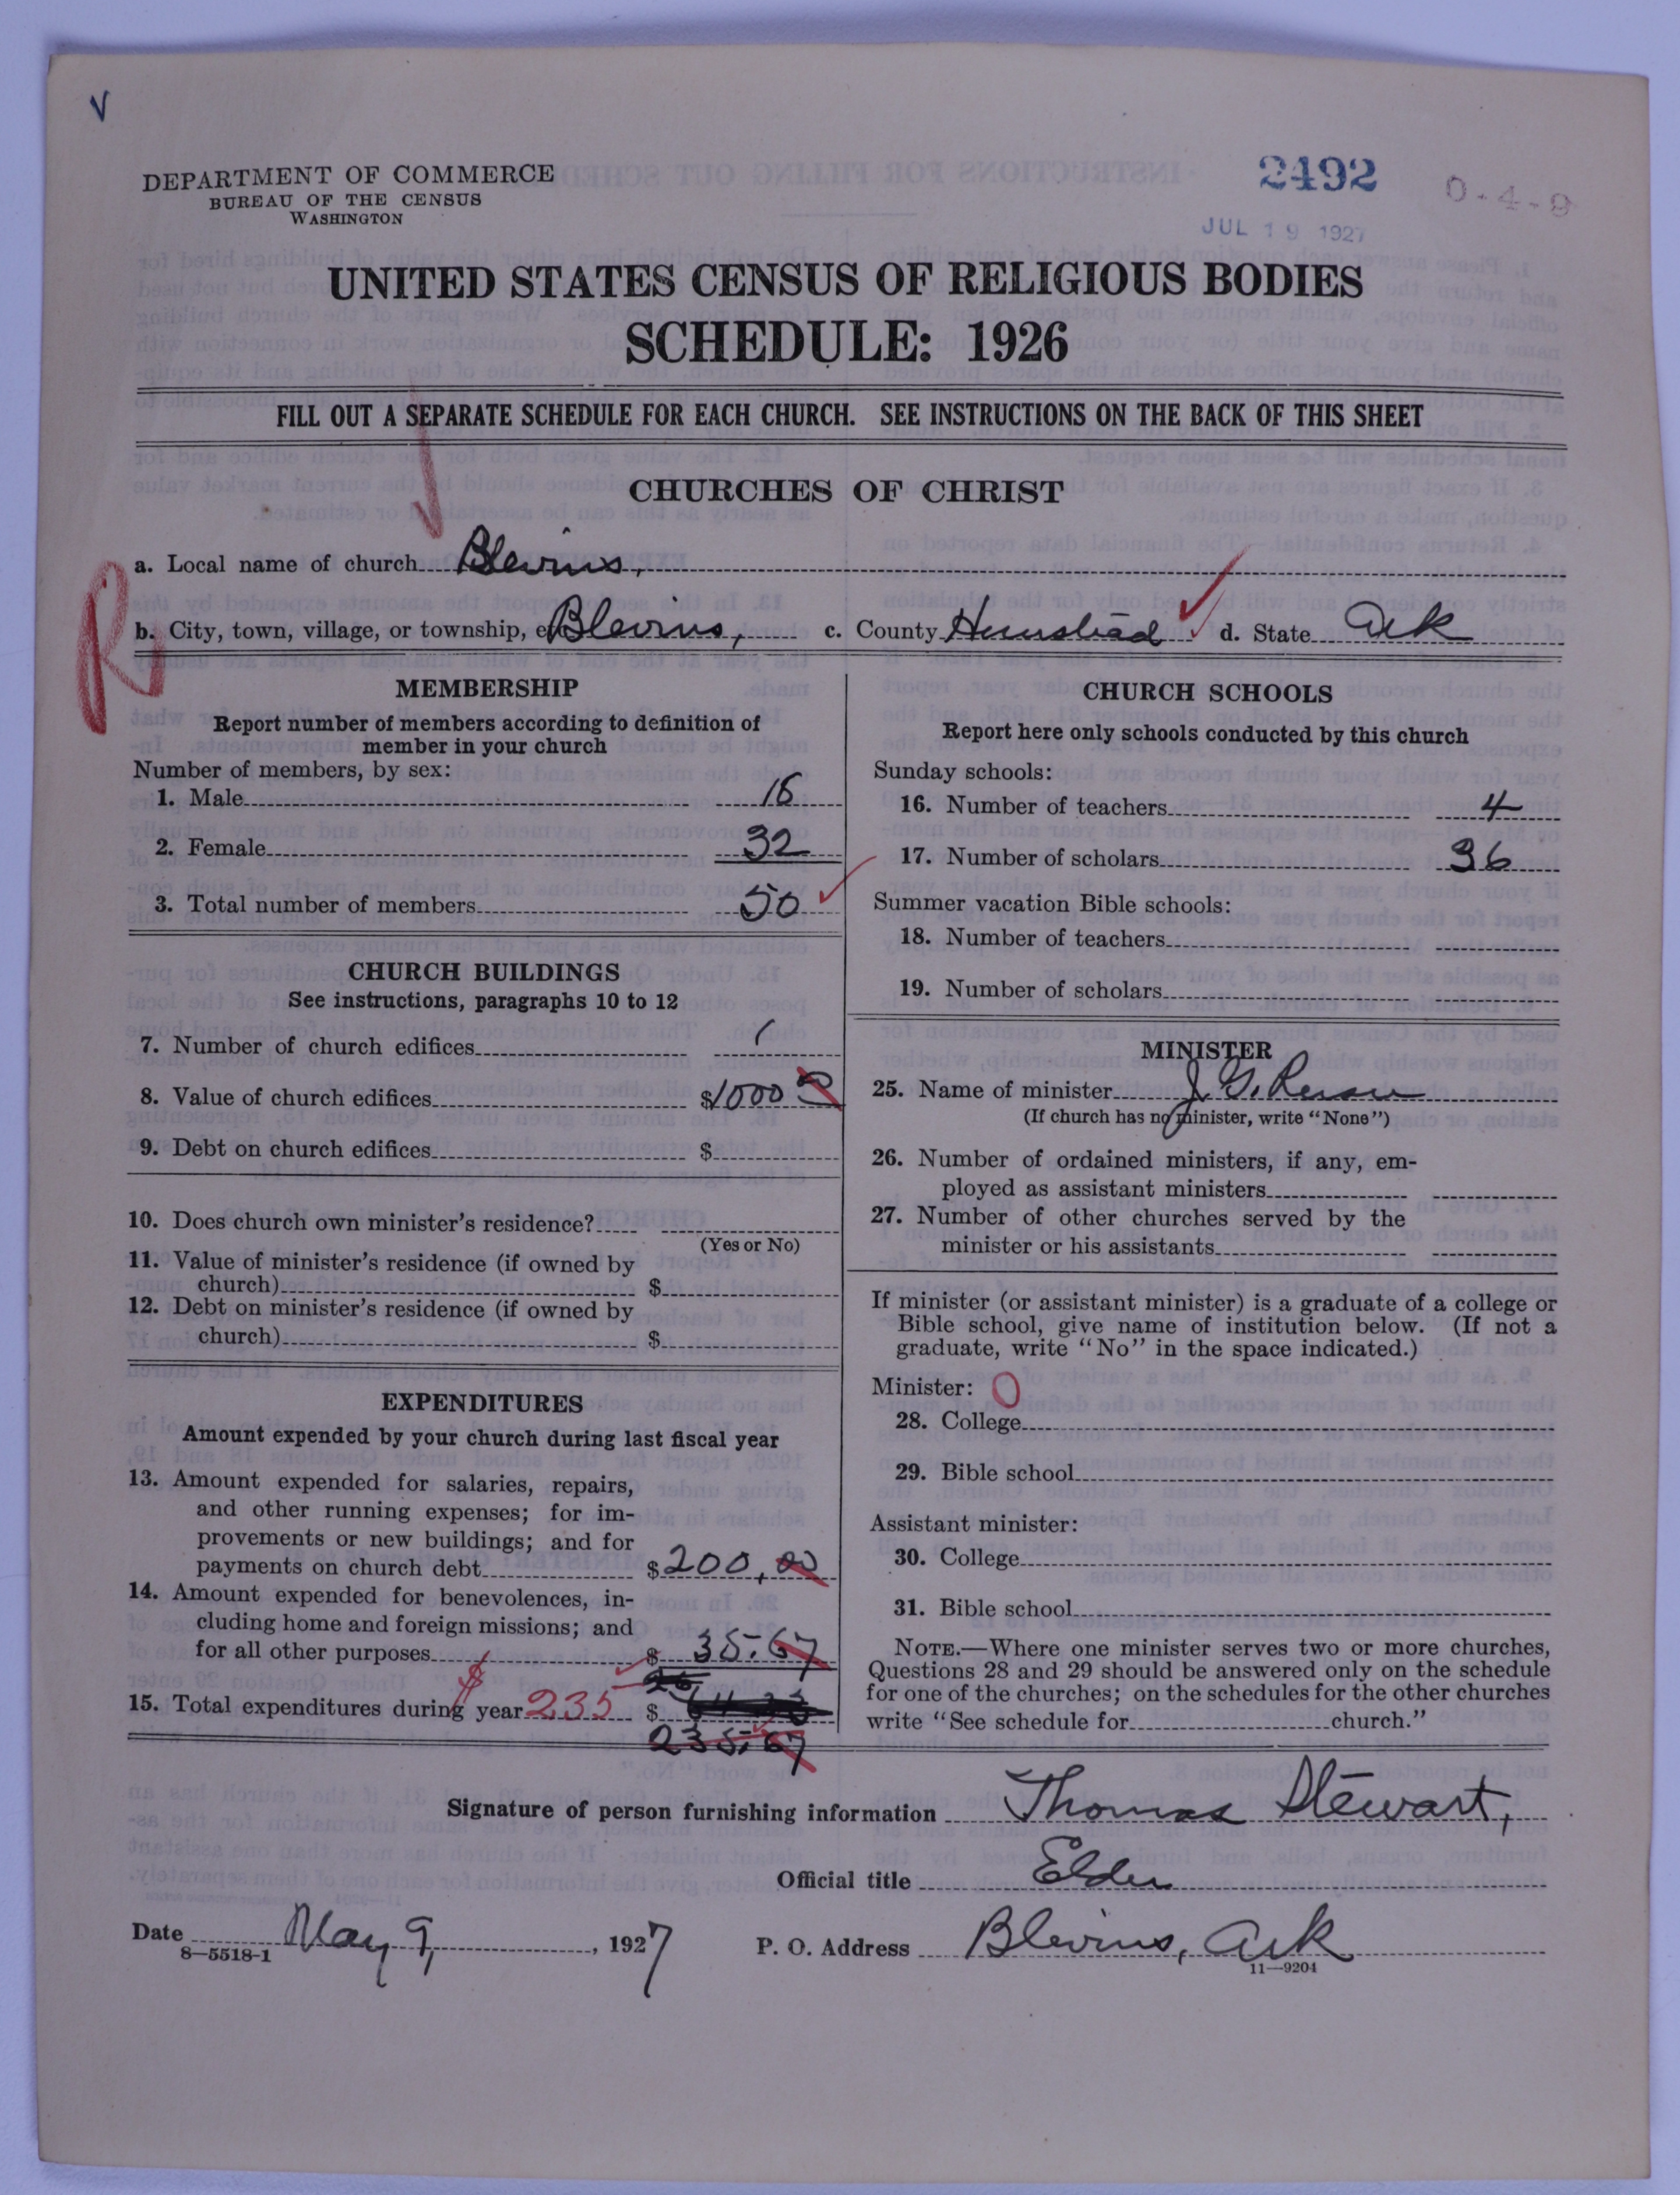 V
DEPARTMENT OF COMMERCE
BUREAU OF THE CENSUS
WASHINGTON
2492
0-4-9
JUL 19 1927
UNITED STATES CENSUS OF RELIGIOUS BODIES
SCHEDULE: 1926
FILL OUT A SEPARATE SCHEDULE FOR EACH CHURCH. SEE INSTRUCTIONS ON THE BACK OF THIS SHEET
CHURCHES OF CHRIST
a. Local name of church Blevins,
R
b. City, town, village, or township, e Blevins, c. County Hempstead d. State Ark
MEMBERSHIP
Report number of members according to definition of
member in your church
Number of members, by sex:
1. Male 18
2. Female 32
3. Total number of members 50
CHURCH BUILDINGS
See instructions, paragraphs 10 to 12
7. Number of church edifices 1
8. Value of church edifices $1000 00
9. Debt on church edifices $
10. Does church own minister's residence?
(Yes or No)
11. Value of minister's residence (if owned by
church) $
12. Debt on minister's residence (if owned by
church) $
EXPENDITURES
Amount expended by your church during last fiscal year
13. Amount expended for salaries, repairs,
and other running expenses; for im-
provements or new buildings; and for
payments on church debt $200,00
14. Amount expended for benevolences, in-
cluding home and foreign missions; and
for all other purposes $ 35.67
15. Total expenditures during year $235 $
235.67
CHURCH SCHOOLS
Report here only schools conducted by this church
Sunday schools:
16. Number of teachers 4
17. Number of scholars 36
Summer vacation Bible schools:
18. Number of teachers
19. Number of scholars
MINISTER
25. Name of minister J. G.
(If church has no minister, write "None")
26. Number of ordained ministers, if any, em-
ployed as assistant ministers
27. Number of other churches served by the
minister or his assistants
If minister (or assistant minister) is a graduate of a college or
Bible school, give name of institution below. (If not a
graduate, write "No" in the space indicated.)
Minister: 0
28. College
29. Bible school
Assistant minister:
30. College
31. Bible school
NOTE.—Where one minister serves two or more churches,
Questions 28 and 29 should be answered only on the schedule
for one of the churches; on the schedules for the other churches
write "See schedule for church."
Signature of person furnishing information Thomas Stewart,
Official title Elder
Date May 9, 1927 P. O. Address Blevins, Ark
8—5518-1
11—9204